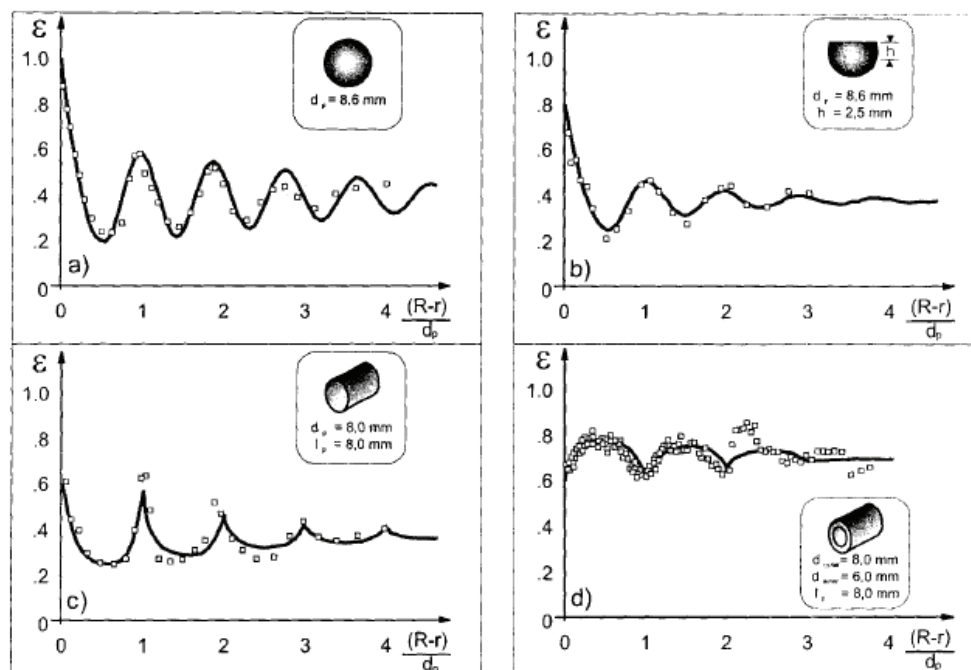 ε
1.0
.8
.6
.4
.2
0
a)
0 1 2 3 4 (R-r)
dₚ
d = 8,6 mm
ε
1.0
.8
.6
.4
.2
0
b)
0 1 2 3 4 (R-r)
dₚ
h
d = 8,6 mm
h = 2,5 mm
ε
1.0
.8
.6
.4
.2
0
c)
0 1 2 3 4 (R-r)
dₚ
dₚ = 8,0 mm
lₚ = 8,0 mm
ε
1.0
.8
.6
.4
.2
0
d)
0 1 2 3 4 (R-r)
dₚ
d = 8,0 mm
d = 6,0 mm
= 8,0 mm